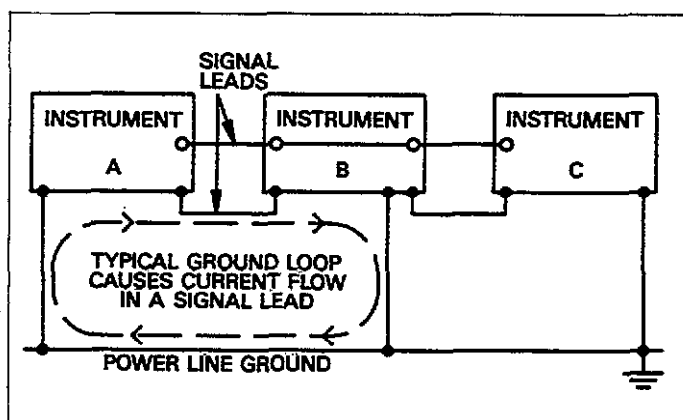 SIGNAL
LEADS
INSTRUMENT
A
INSTRUMENT
B
INSTRUMENT
C
TYPICAL GROUND LOOP
CAUSES CURRENT FLOW
IN A SIGNAL LEAD
POWER LINE GROUND